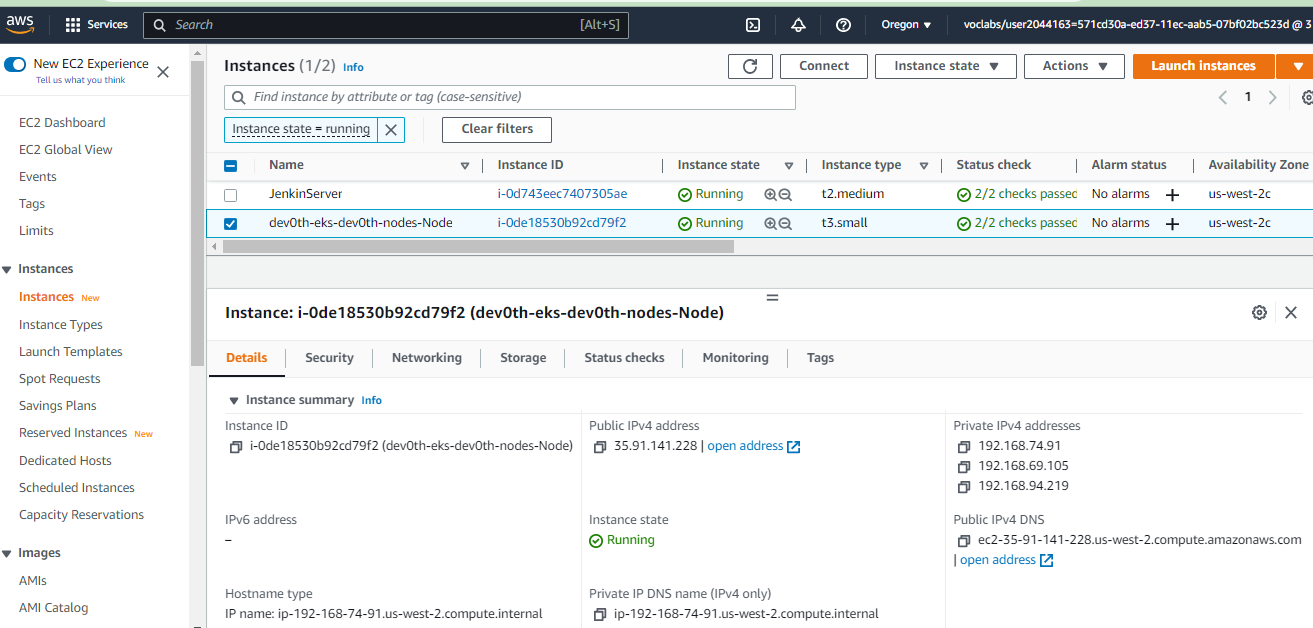 aws
Services
Search [Alt+S]
Oregon
voclabs/user2044163=571cd30a-ed37-11ec-aab5-07bf02bc523d @ 3
New EC2 Experience
Tell us what you think
EC2 Dashboard
EC2 Global View
Events
Tags
Limits
Instances
Instances New
Instance Types
Launch Templates
Spot Requests
Savings Plans
Reserved Instances New
Dedicated Hosts
Scheduled Instances
Capacity Reservations
Images
AMIs
AMI Catalog
Instances (1/2) Info
Connect
Instance state
Actions
Launch instances
Find instance by attribute or tag (case-sensitive)
1
Instance state = running
Clear filters
Name Instance ID Instance state Instance type Status check Alarm status Availability Zone
JenkinServer i-0d743eec7407305ae Running t2.medium 2/2 checks passed No alarms us-west-2c
dev0th-eks-dev0th-nodes-Node i-0de18530b92cd79f2 Running t3.small 2/2 checks passed No alarms us-west-2c
Instance: i-0de18530b92cd79f2 (dev0th-eks-dev0th-nodes-Node)
Details Security Networking Storage Status checks Monitoring Tags
Instance summary Info
Instance ID
i-0de18530b92cd79f2 (dev0th-eks-dev0th-nodes-Node)
Public IPv4 address
35.91.141.228 | open address
Private IPv4 addresses
192.168.74.91
192.168.69.105
192.168.94.219
IPv6 address
–
Instance state
Running
Public IPv4 DNS
ec2-35-91-141-228.us-west-2.compute.amazonaws.com
| open address
Hostname type
IP name: ip-192-168-74-91.us-west-2.compute.internal
Private IP DNS name (IPv4 only)
ip-192-168-74-91.us-west-2.compute.internal